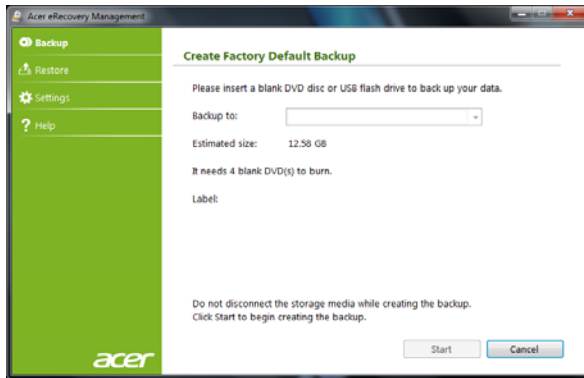 Acer eRecovery Management
Backup
Restore
Settings
Help
Create Factory Default Backup
Please insert a blank DVD disc or USB flash drive to back up your data.
Backup to:
Estimated size: 12.58 GB
It needs 4 blank DVD(s) to burn.
Label:
Do not disconnect the storage media while creating the backup.
Click Start to begin creating the backup.
Start Cancel
acer